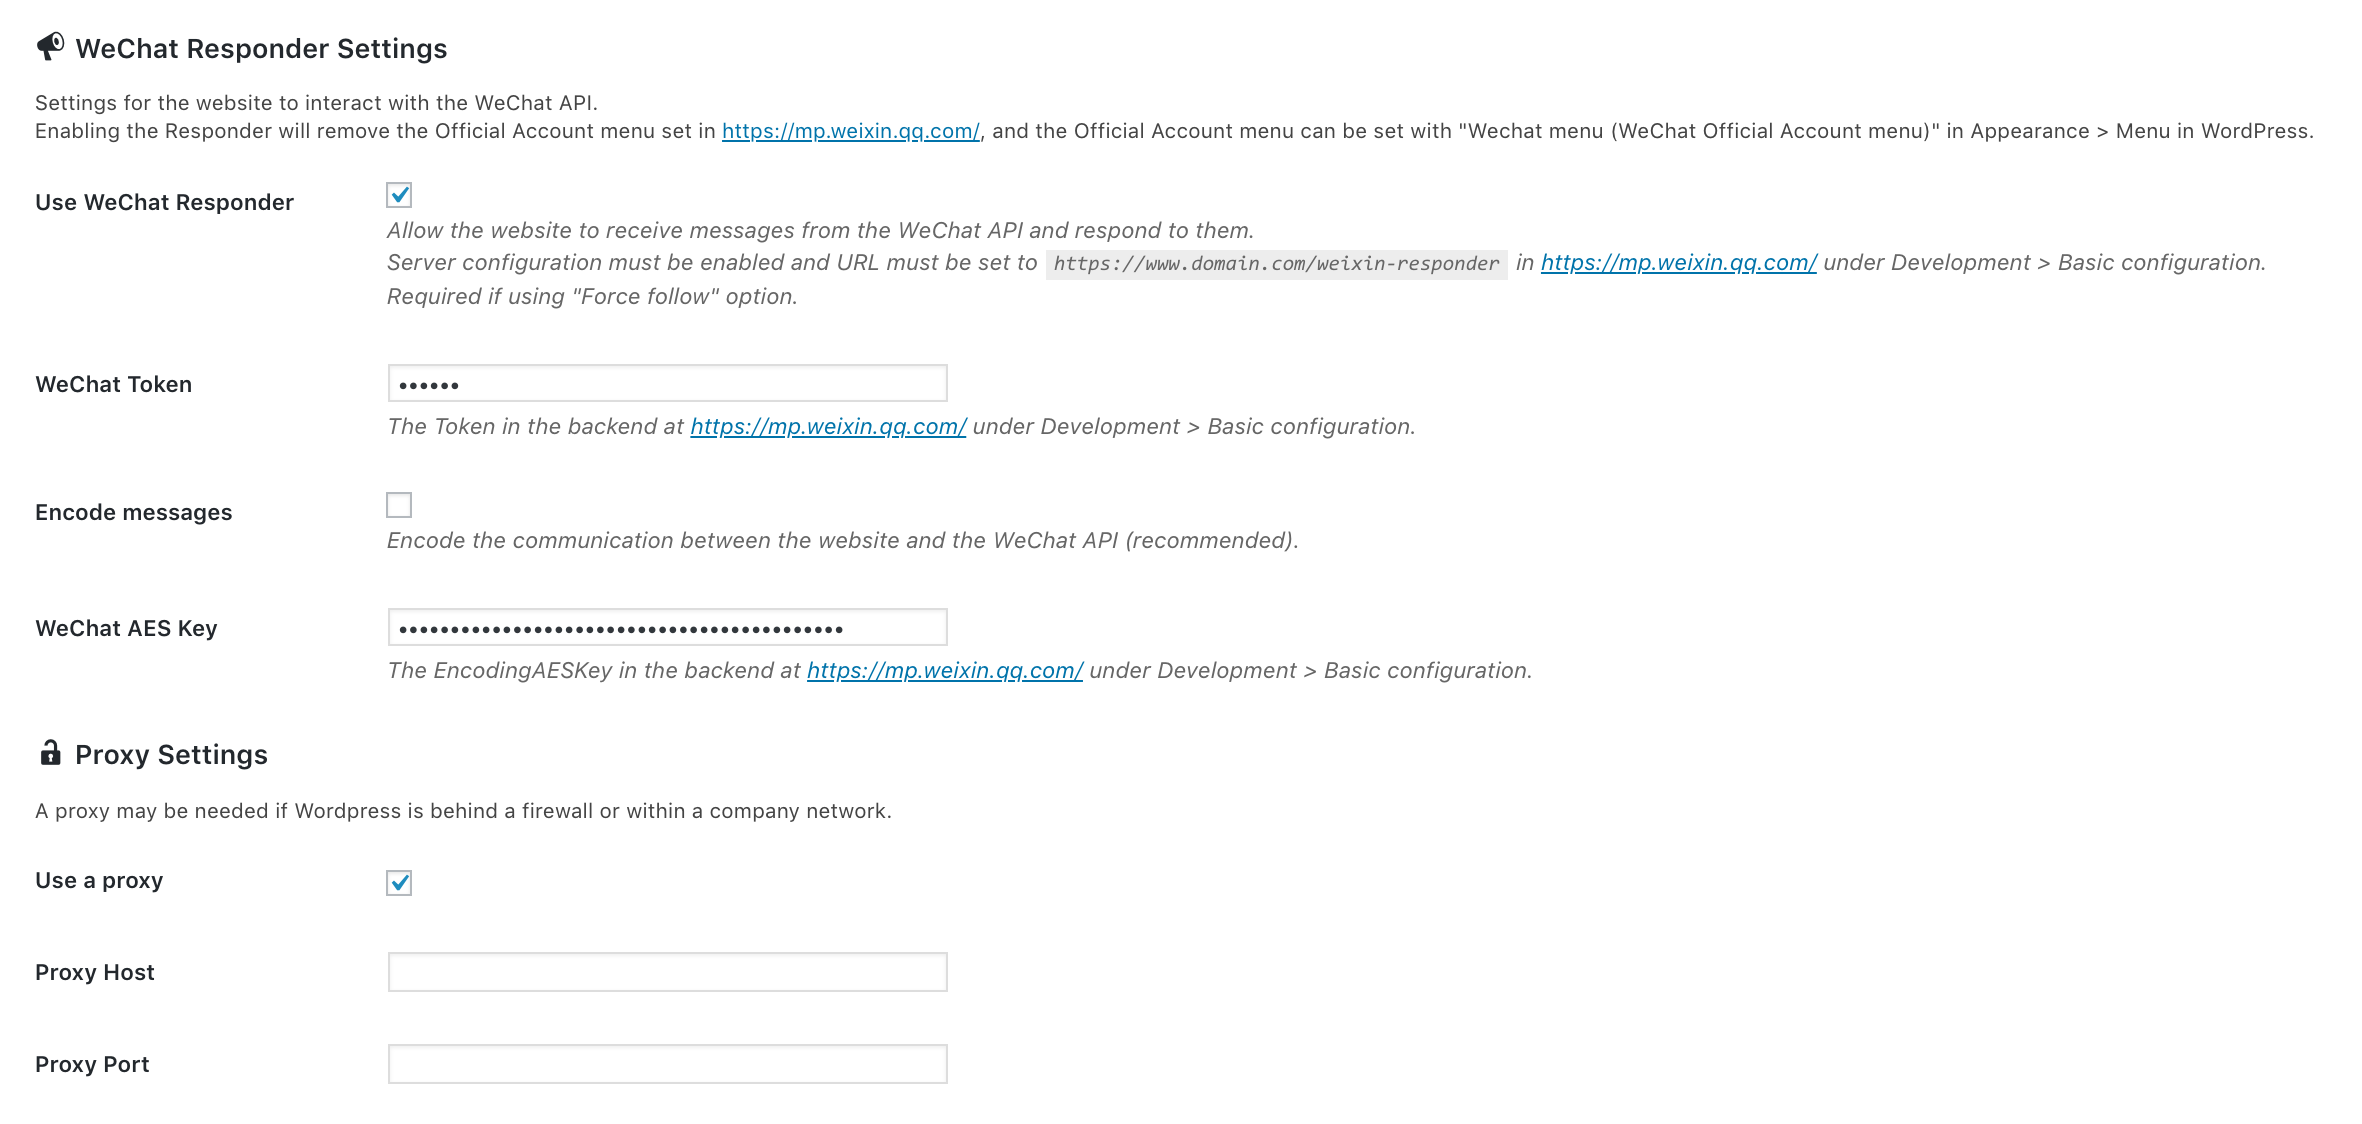 WeChat Responder Settings
Settings for the website to interact with the WeChat API.
Enabling the Responder will remove the Official Account menu set in https://mp.weixin.qq.com/, and the Official Account menu can be set with "Wechat menu (WeChat Official Account menu)" in Appearance > Menu in WordPress.
Use WeChat Responder
Allow the website to receive messages from the WeChat API and respond to them.
Server configuration must be enabled and URL must be set to https://www.domain.com/weixin-responder in https://mp.weixin.qq.com/ under Development > Basic configuration.
Required if using "Force follow" option.
WeChat Token
••••••
The Token in the backend at https://mp.weixin.qq.com/ under Development > Basic configuration.
Encode messages
Encode the communication between the website and the WeChat API (recommended).
WeChat AES Key
•••••••••••••••••••••••••••••••••••••••••••
The EncodingAESKey in the backend at https://mp.weixin.qq.com/ under Development > Basic configuration.
Proxy Settings
A proxy may be needed if Wordpress is behind a firewall or within a company network.
Use a proxy
Proxy Host
Proxy Port